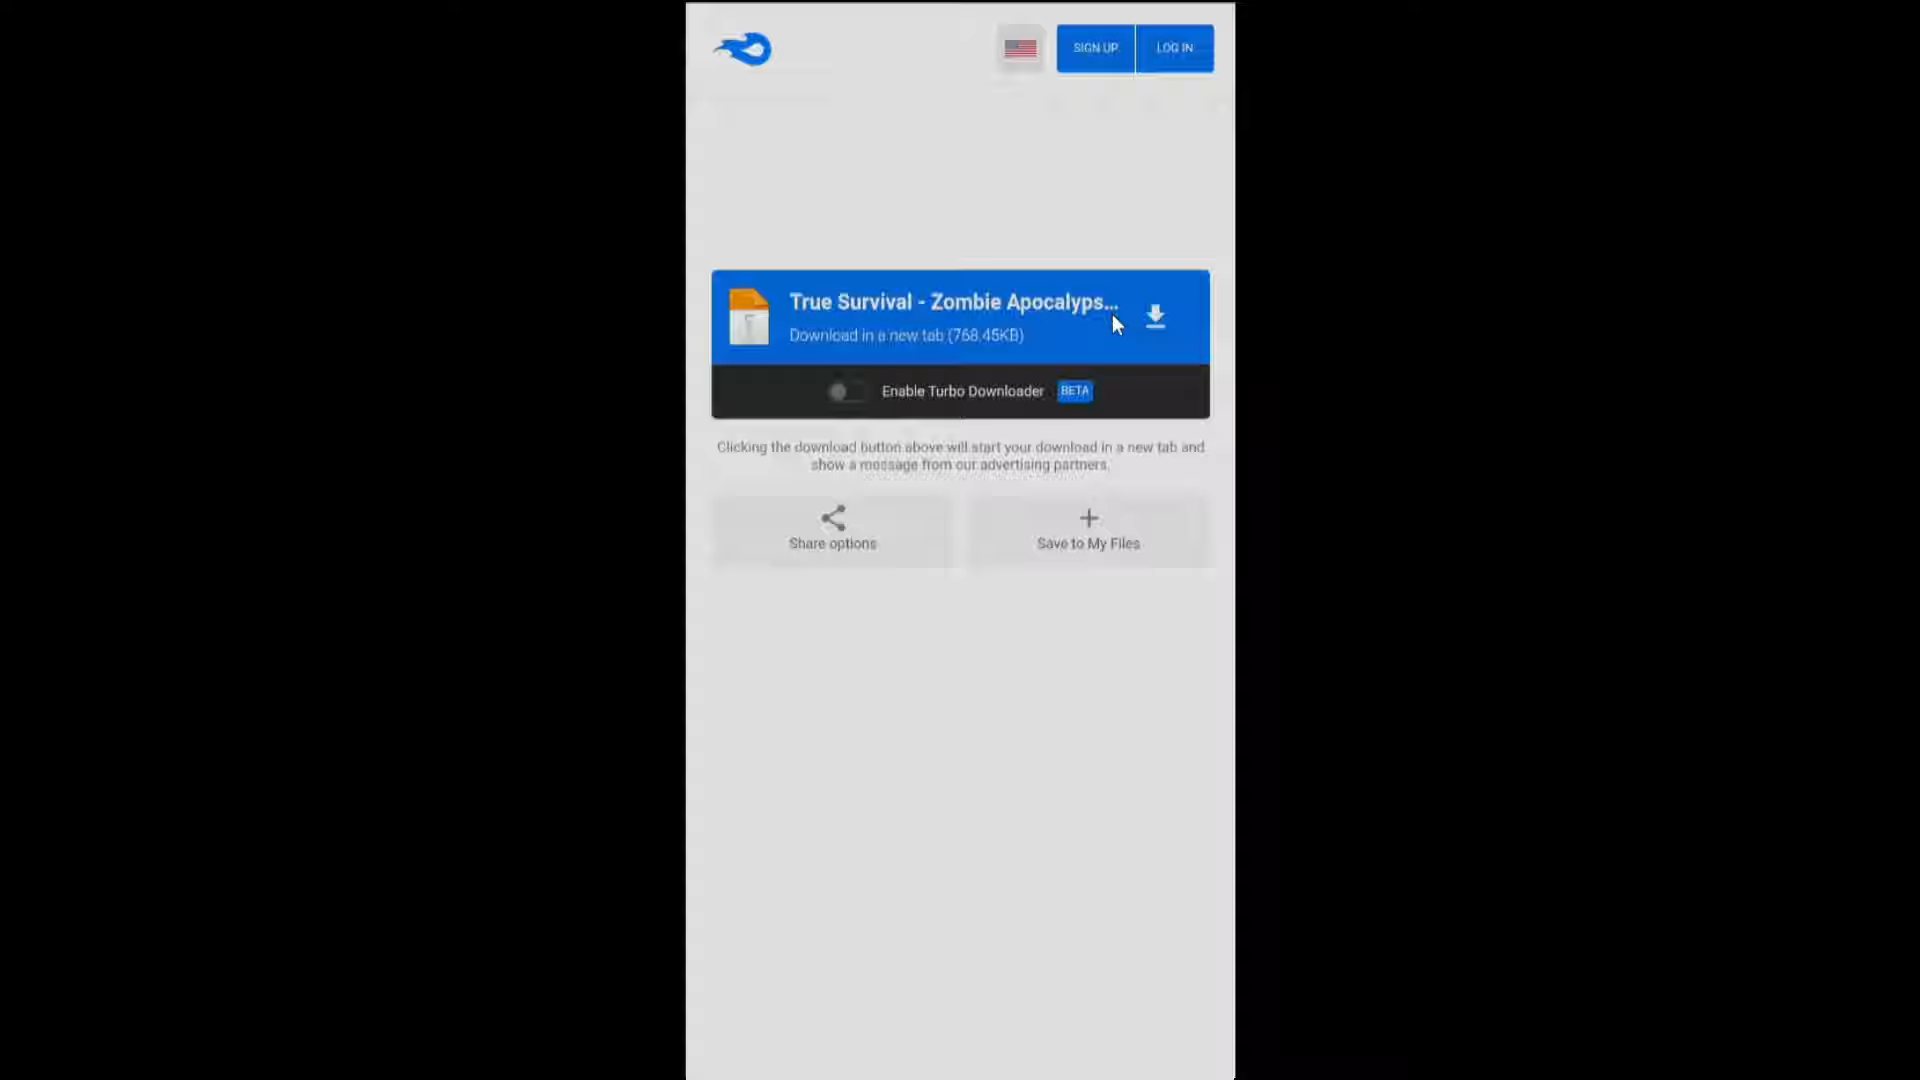 SIGN UP
LOG IN
True Survival - Zombie Apocalyps...
Download in a new tab (768.45KB)
Enable Turbo Downloader BETA
Clicking the download button above will start your download in a new tab and
show a message from our advertising partners.
Share options
Save to My Files